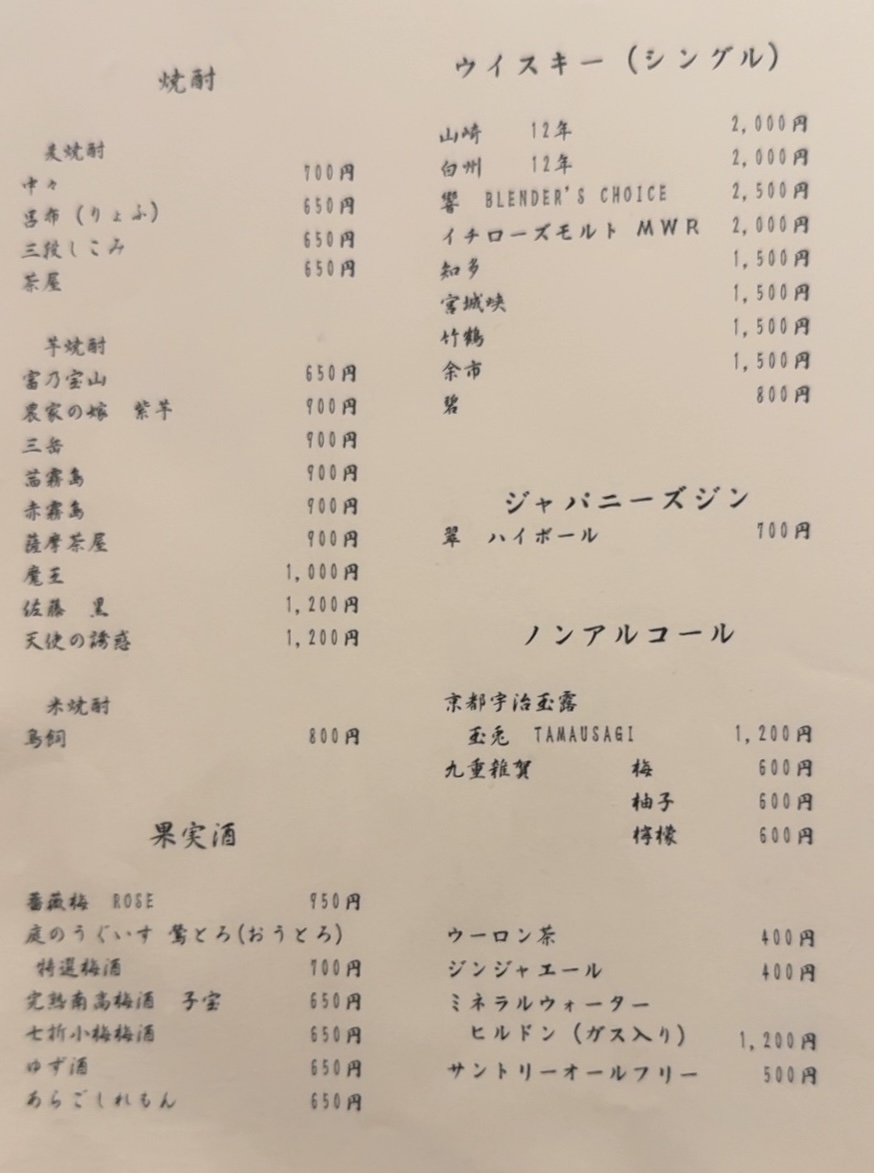 焼酎
麦焼酎
中々 700円
呂布（りょふ） 650円
三段しこみ 650円
茶屋 650円
芋焼酎
富乃宝山 650円
農家の嫁 紫芋 900円
三岳 900円
茜霧島 900円
赤霧島 900円
薩摩茶屋 900円
魔王 1,000円
佐藤 黒 1,200円
天使の誘惑 1,200円
米焼酎
鳥飼 800円
果実酒
薔薇梅 ROSE 950円
庭のうぐいす 鶯とろ(おうとろ)
特選梅酒 700円
完熟南高梅酒 子宝 650円
七折小梅梅酒 650円
ゆず酒 650円
あらごしれもん 650円
ウイスキー（シングル）
山崎 12年 2,000円
白州 12年 2,000円
響 BLENDER'S CHOICE 2,500円
イチローズモルト ＭＷＲ 2,000円
知多 1,500円
宮城峡 1,500円
竹鶴 1,500円
余市 1,500円
碧 800円
ジャパニーズジン
翠 ハイボール 700円
ノンアルコール
京都宇治玉露
玉兎 TAMAUSAGI 1,200円
九重雑賀 梅 600円
柚子 600円
檸檬 600円
ウーロン茶 400円
ジンジャエール 400円
ミネラルウォーター
ヒルドン（ガス入り） 1,200円
サントリーオールフリー 500円